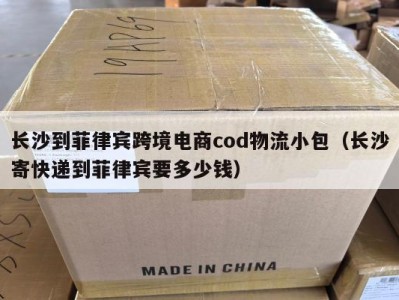 19AP69
长沙到菲律宾跨境电商cod物流小包（长沙
寄快递到菲律宾要多少钱）
MADE IN CHINA